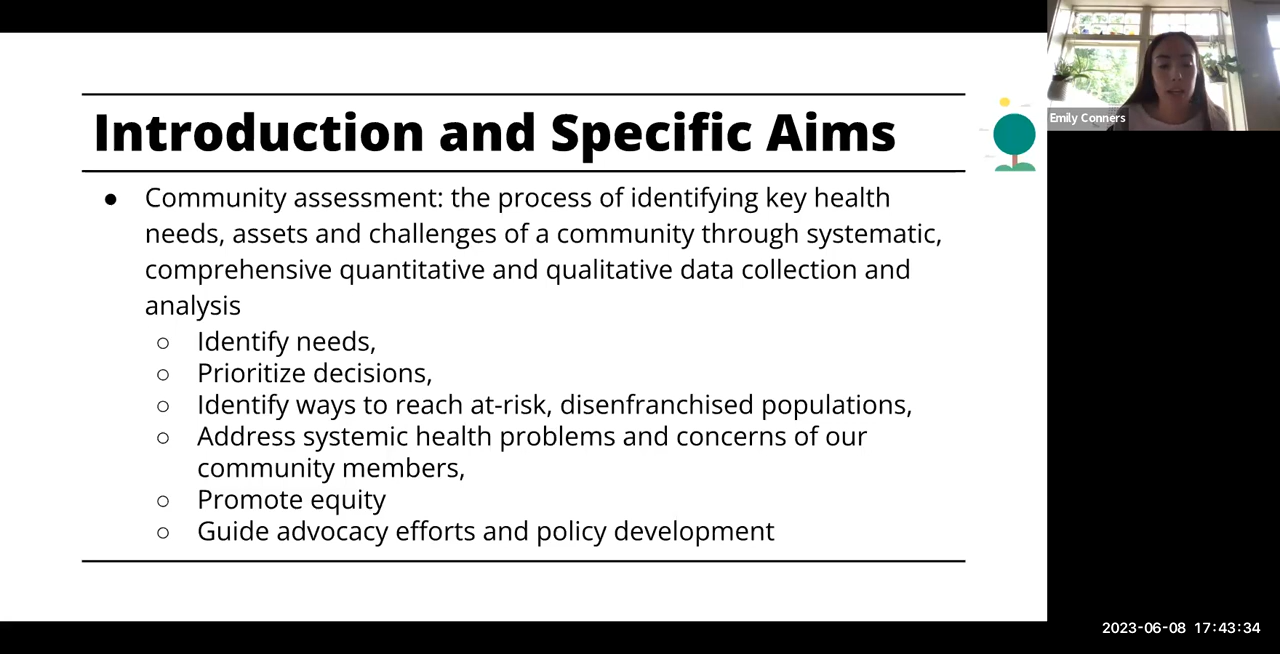 Introduction and Specific Aims
● Community assessment: the process of identifying key health
needs, assets and challenges of a community through systematic,
comprehensive quantitative and qualitative data collection and
analysis
○ Identify needs,
○ Prioritize decisions,
○ Identify ways to reach at-risk, disenfranchised populations,
○ Address systemic health problems and concerns of our
community members,
○ Promote equity
○ Guide advocacy efforts and policy development
Emily Conners
2023-06-08 17:43:34